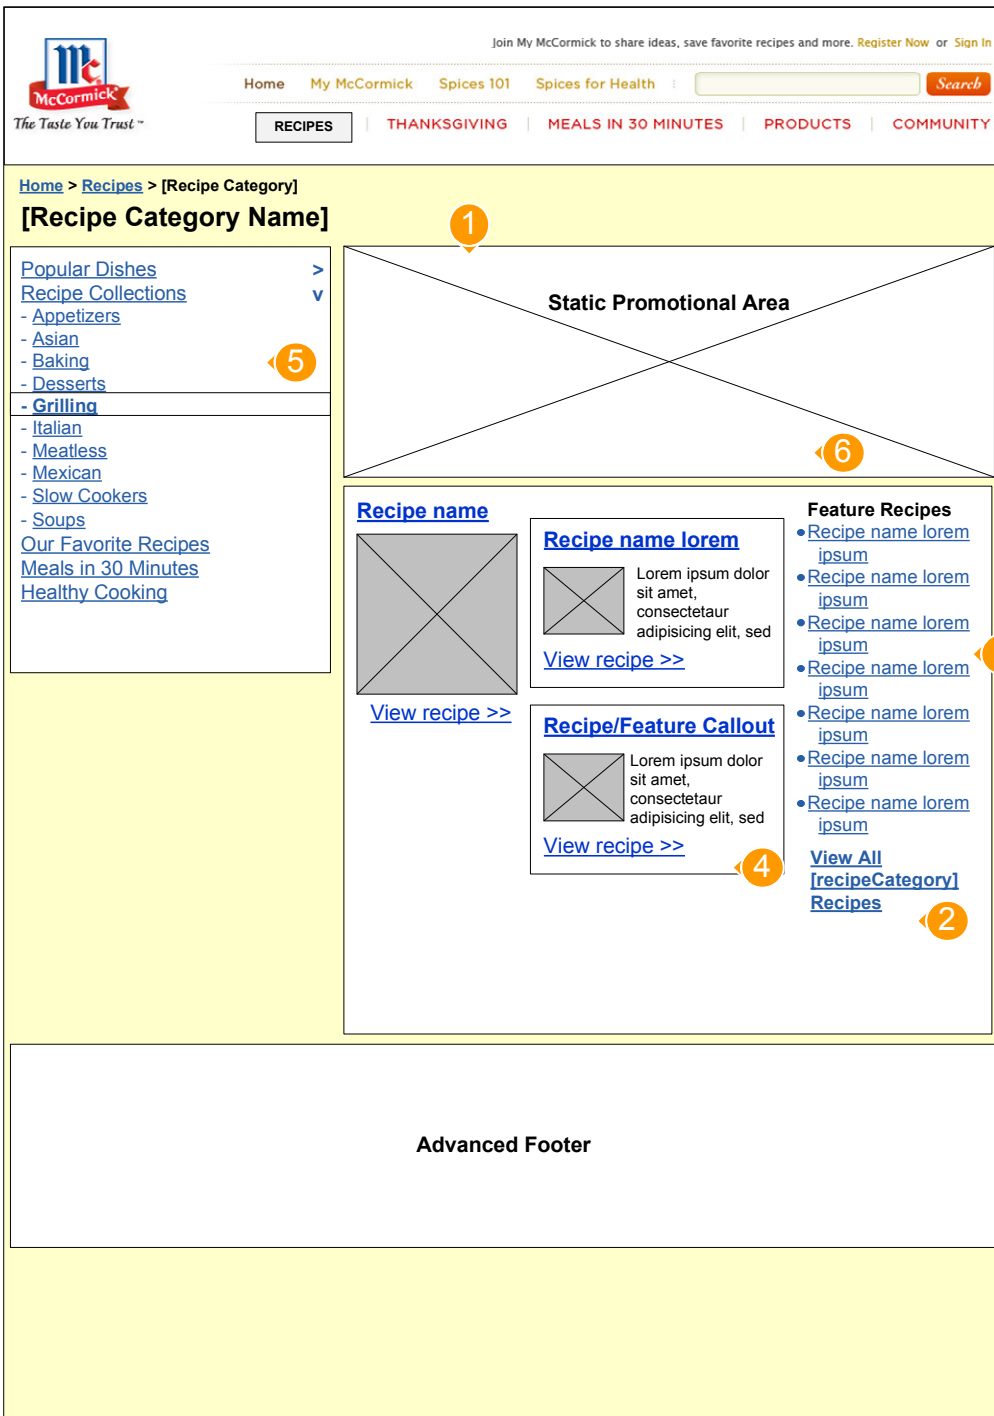 Join My McCormick to share ideas, save favorite recipes and more. Register Now or Sign In
Mc
McCormick
The Taste You Trust ™
Home My McCormick Spices 101 Spices for Health Search
RECIPES | THANKSGIVING | MEALS IN 30 MINUTES | PRODUCTS | COMMUNITY
Home > Recipes > [Recipe Category]
[Recipe Category Name]
1
Popular Dishes >
Recipe Collections v
- Appetizers
- Asian
- Baking
- Desserts
- Grilling
- Italian
- Meatless
- Mexican
- Slow Cookers
- Soups
Our Favorite Recipes
Meals in 30 Minutes
Healthy Cooking
5
Static Promotional Area
6
Recipe name
View recipe >>
Recipe name lorem
Lorem ipsum dolor
sit amet,
consectetaur
adipisicing elit, sed
View recipe >>
Recipe/Feature Callout
Lorem ipsum dolor
sit amet,
consectetaur
adipisicing elit, sed
View recipe >>
4
Feature Recipes
•Recipe name lorem
ipsum
•Recipe name lorem
ipsum
•Recipe name lorem
ipsum
•Recipe name lorem
ipsum
•Recipe name lorem
ipsum
•Recipe name lorem
ipsum
•Recipe name lorem
ipsum
View All
[recipeCategory]
Recipes
2
Advanced Footer